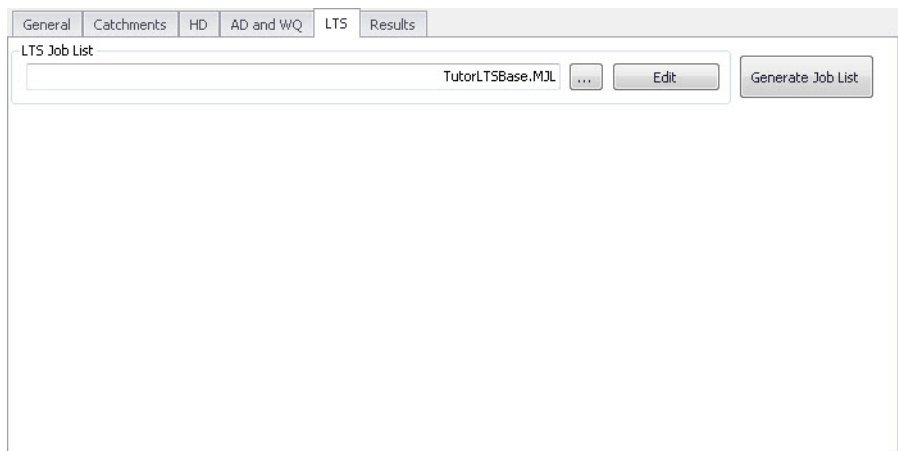 General Catchments HD AD and WQ LTS Results
LTS Job List
TutorLTSBase.MJL ... Edit Generate Job List